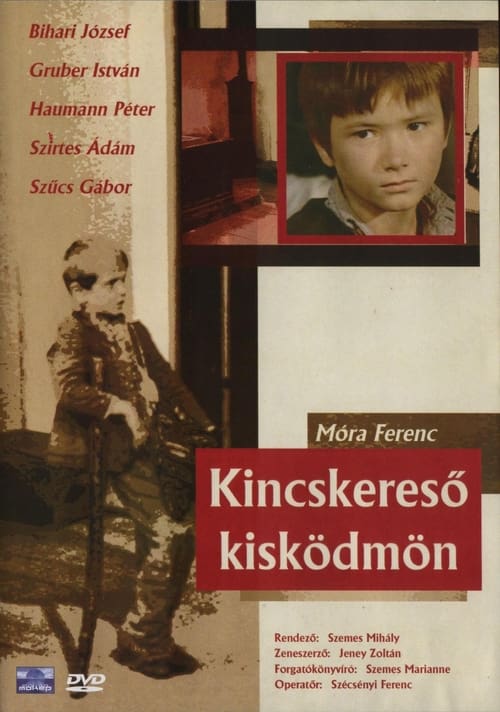 Bihari József
Gruber István
Haumann Péter
Szirtes Ádám
Szűcs Gábor
Móra Ferenc
Kincskereső
kisködmön
Rendező: Szemes Mihály
Zeneszerző: Jeney Zoltán
Forgatókönyvíró: Szemes Marianne
Operatőr: Szécsényi Ferenc
mokép
DVD